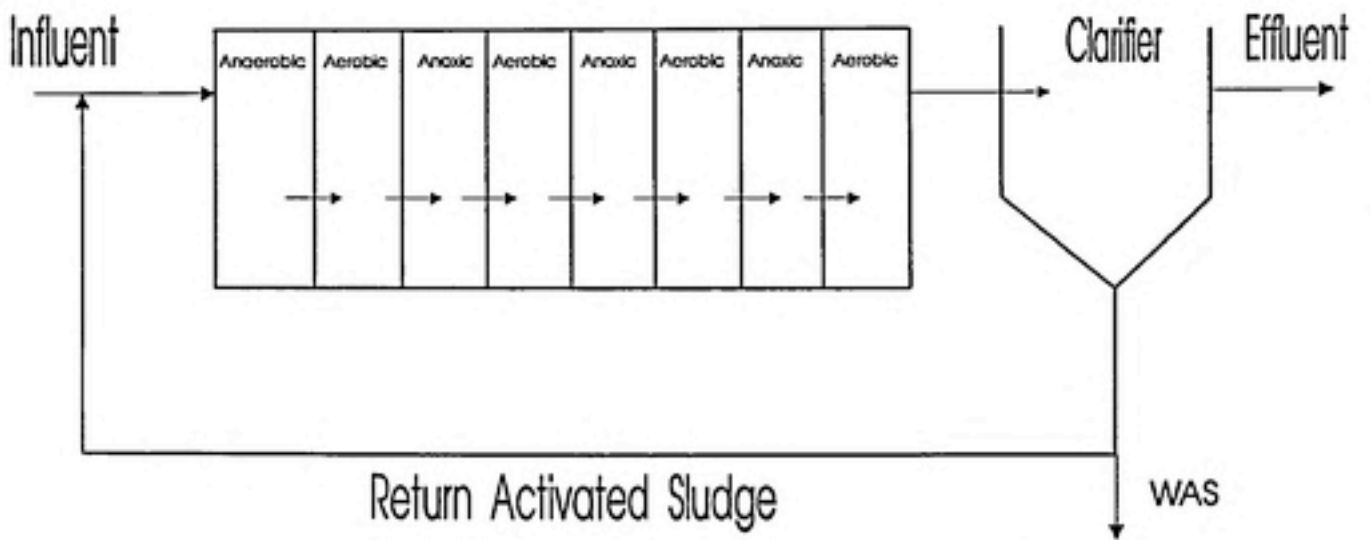 Influent
Anaerobic Aerobic Anoxic Aerobic Anoxic Aerobic Anoxic Aerobic
Clarifier
Effluent
Return Activated Sludge
WAS